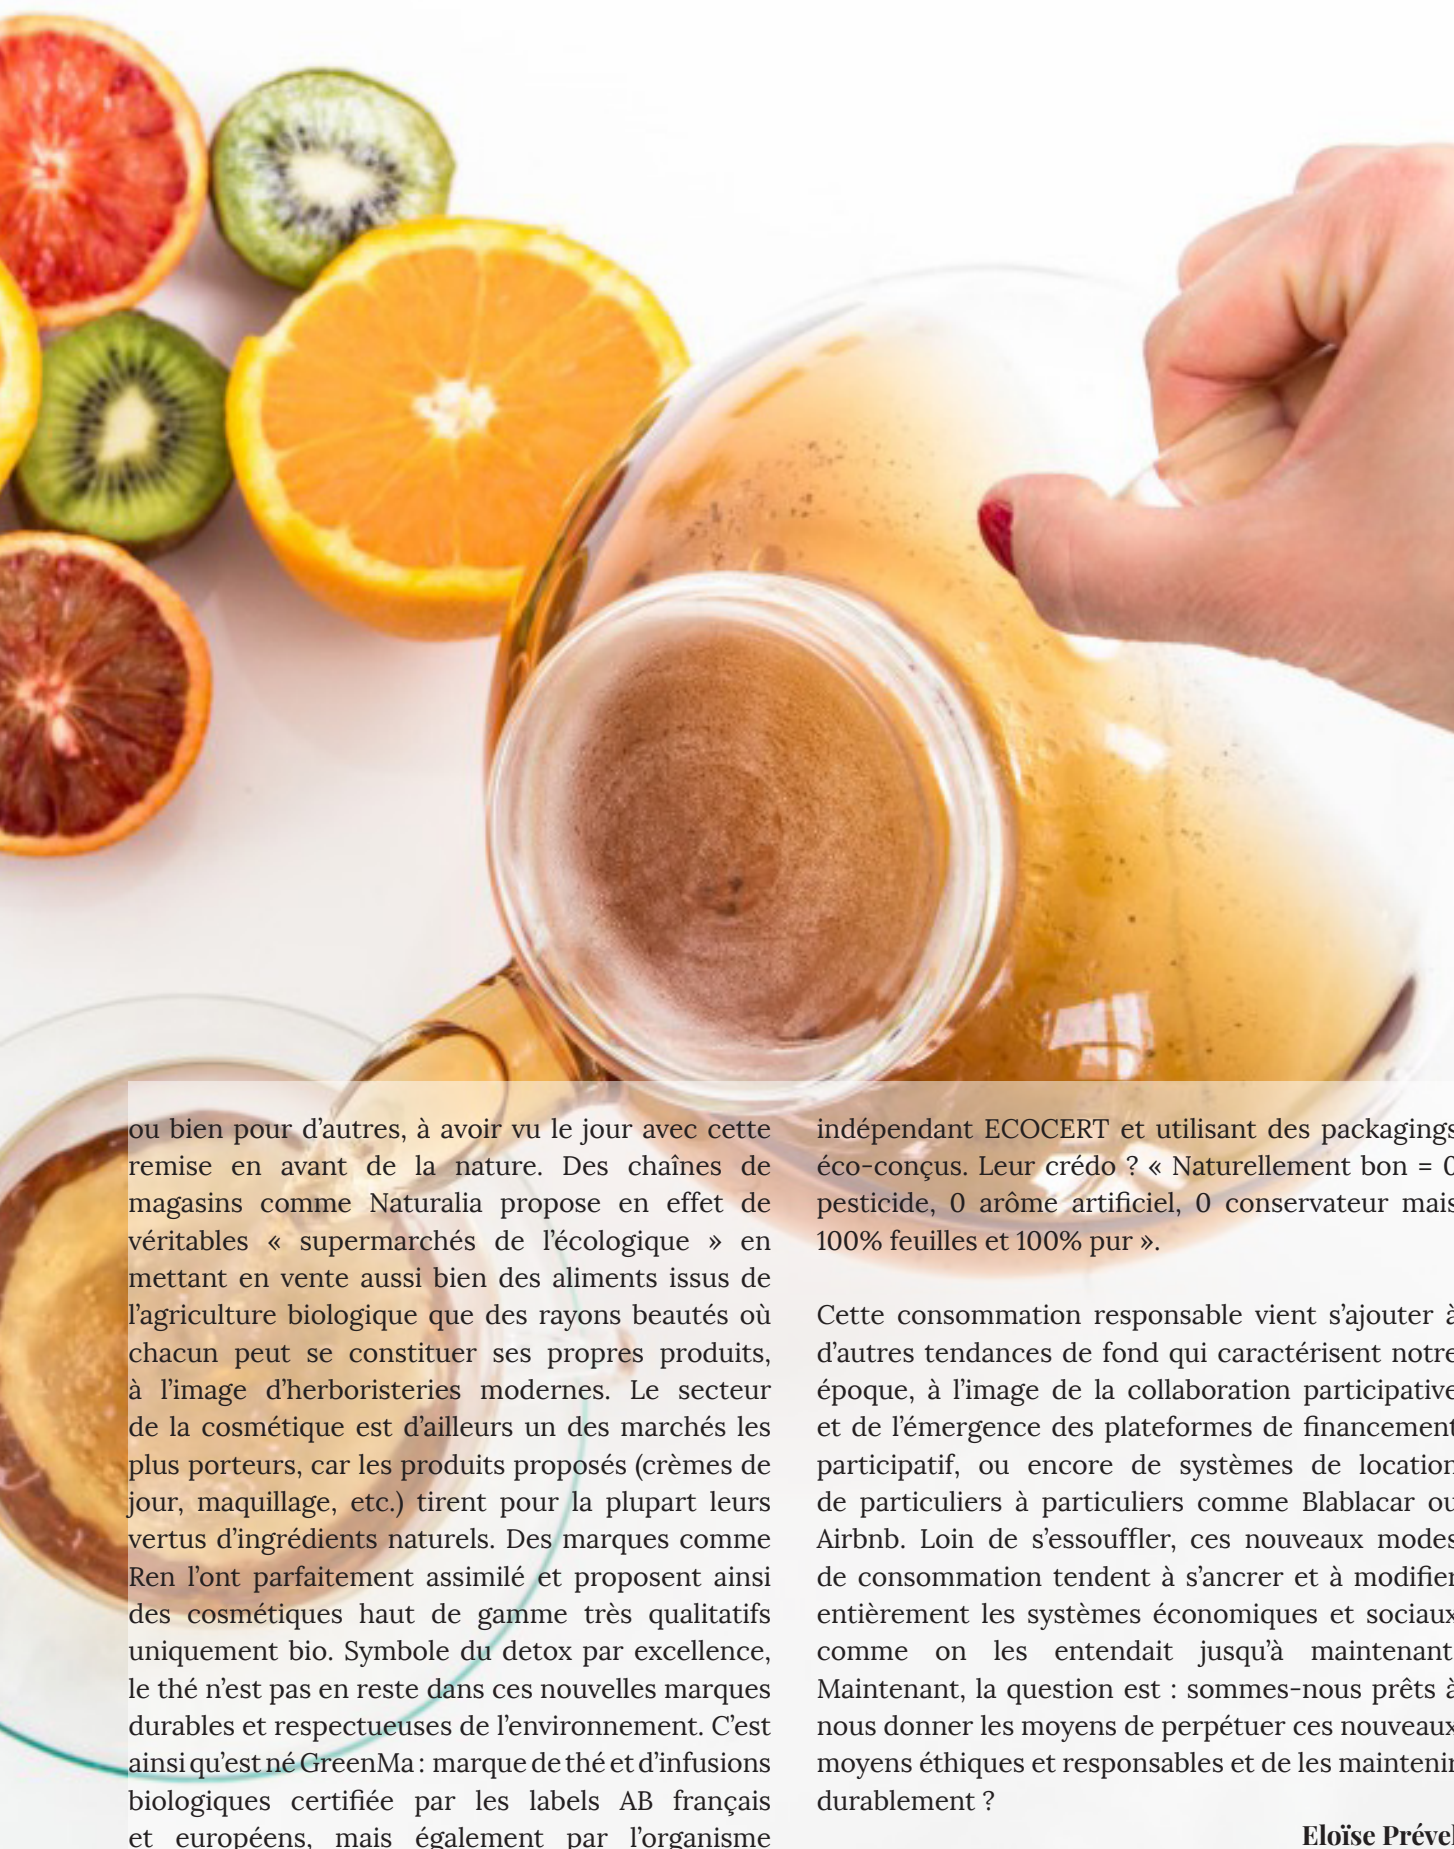 ou bien pour d’autres, à avoir vu le jour avec cette
remise en avant de la nature. Des chaînes de
magasins comme Naturalia propose en effet de
véritables « supermarchés de l’écologique » en
mettant en vente aussi bien des aliments issus de
l’agriculture biologique que des rayons beautés où
chacun peut se constituer ses propres produits,
à l’image d’herboristeries modernes. Le secteur
de la cosmétique est d’ailleurs un des marchés les
plus porteurs, car les produits proposés (crèmes de
jour, maquillage, etc.) tirent pour la plupart leurs
vertus d’ingrédients naturels. Des marques comme
Ren l’ont parfaitement assimilé et proposent ainsi
des cosmétiques haut de gamme très qualitatifs
uniquement bio. Symbole du detox par excellence,
le thé n’est pas en reste dans ces nouvelles marques
durables et respectueuses de l’environnement. C’est
ainsi qu’est né GreenMa : marque de thé et d’infusions
biologiques certifiée par les labels AB français
et européens, mais également par l’organisme
indépendant ECOCERT et utilisant des packagings
éco-conçus. Leur crédo ? « Naturellement bon = 0
pesticide, 0 arôme artificiel, 0 conservateur mais
100% feuilles et 100% pur ».
Cette consommation responsable vient s’ajouter à
d’autres tendances de fond qui caractérisent notre
époque, à l’image de la collaboration participative
et de l’émergence des plateformes de financement
participatif, ou encore de systèmes de location
de particuliers à particuliers comme Blablacar ou
Airbnb. Loin de s’essouffler, ces nouveaux modes
de consommation tendent à s’ancrer et à modifier
entièrement les systèmes économiques et sociaux
comme on les entendait jusqu’à maintenant.
Maintenant, la question est : sommes-nous prêts à
nous donner les moyens de perpétuer ces nouveaux
moyens éthiques et responsables et de les maintenir
durablement ?
Eloïse Prével